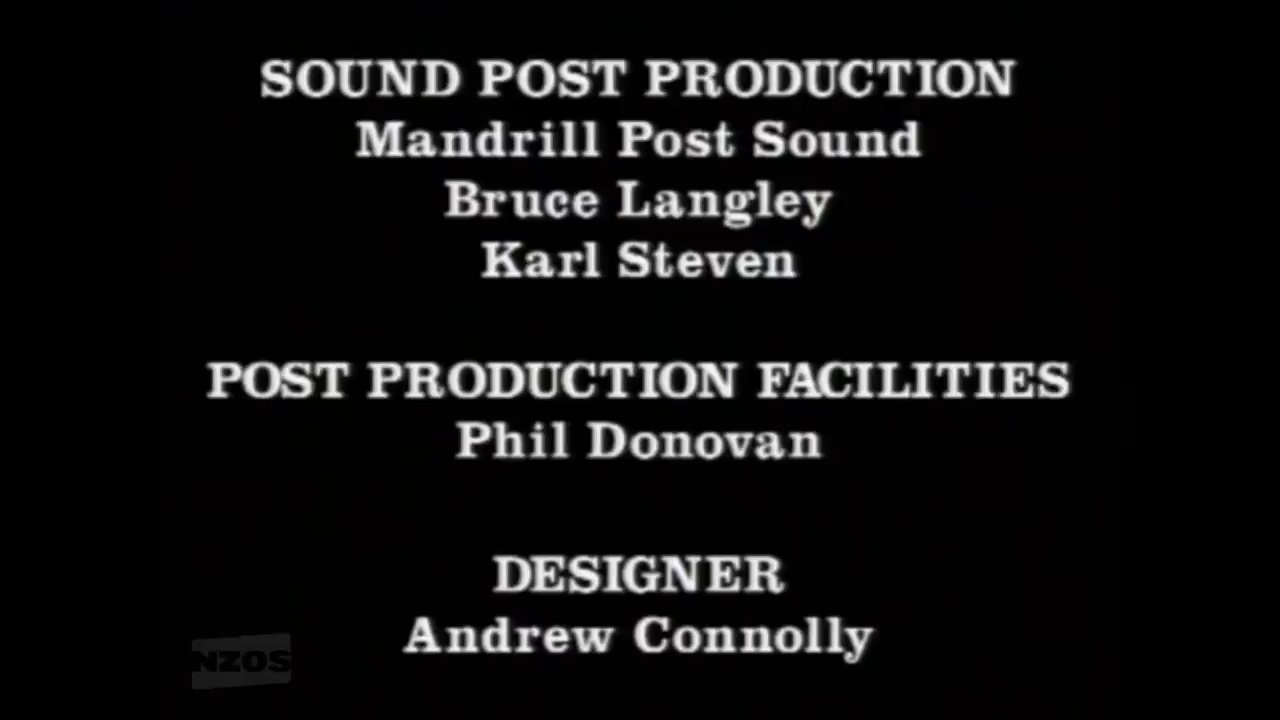 SOUND POST PRODUCTION
Mandrill Post Sound
Bruce Langley
Karl Steven
POST PRODUCTION FACILITIES
Phil Donovan
DESIGNER
Andrew Connolly
NZOS